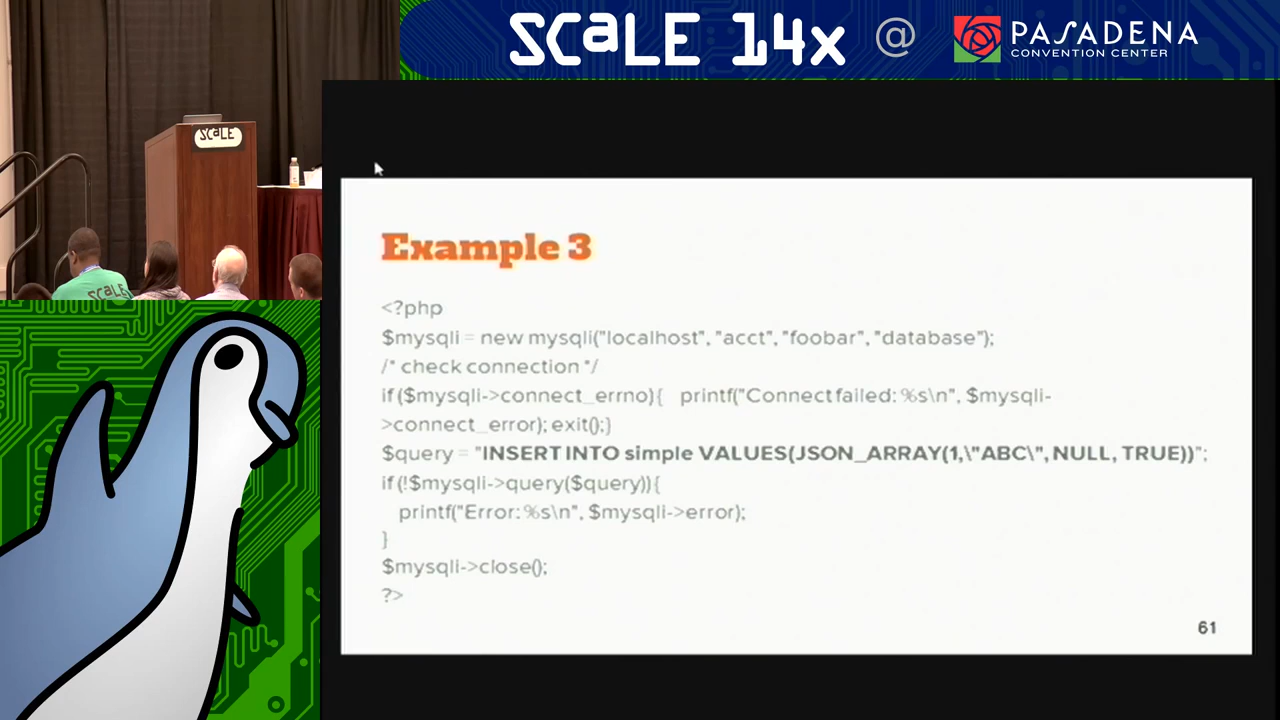 SCaLE 14x @ PASADENA
CONVENTION CENTER
SCaLE
SCaLE
Example 3
<?php
$mysqli = new mysqli("localhost", "acct", "foobar", "database");
/* check connection */
if ($mysqli->connect_errno) { printf("Connect failed: %s\n", $mysqli-
>connect_error); exit();}
$query = "INSERT INTO simple VALUES(JSON_ARRAY(1,\"ABC\", NULL, TRUE))";
if (!$mysqli->query($query)){
printf("Error: %s\n", $mysqli->error);
}
$mysqli->close();
?>
61